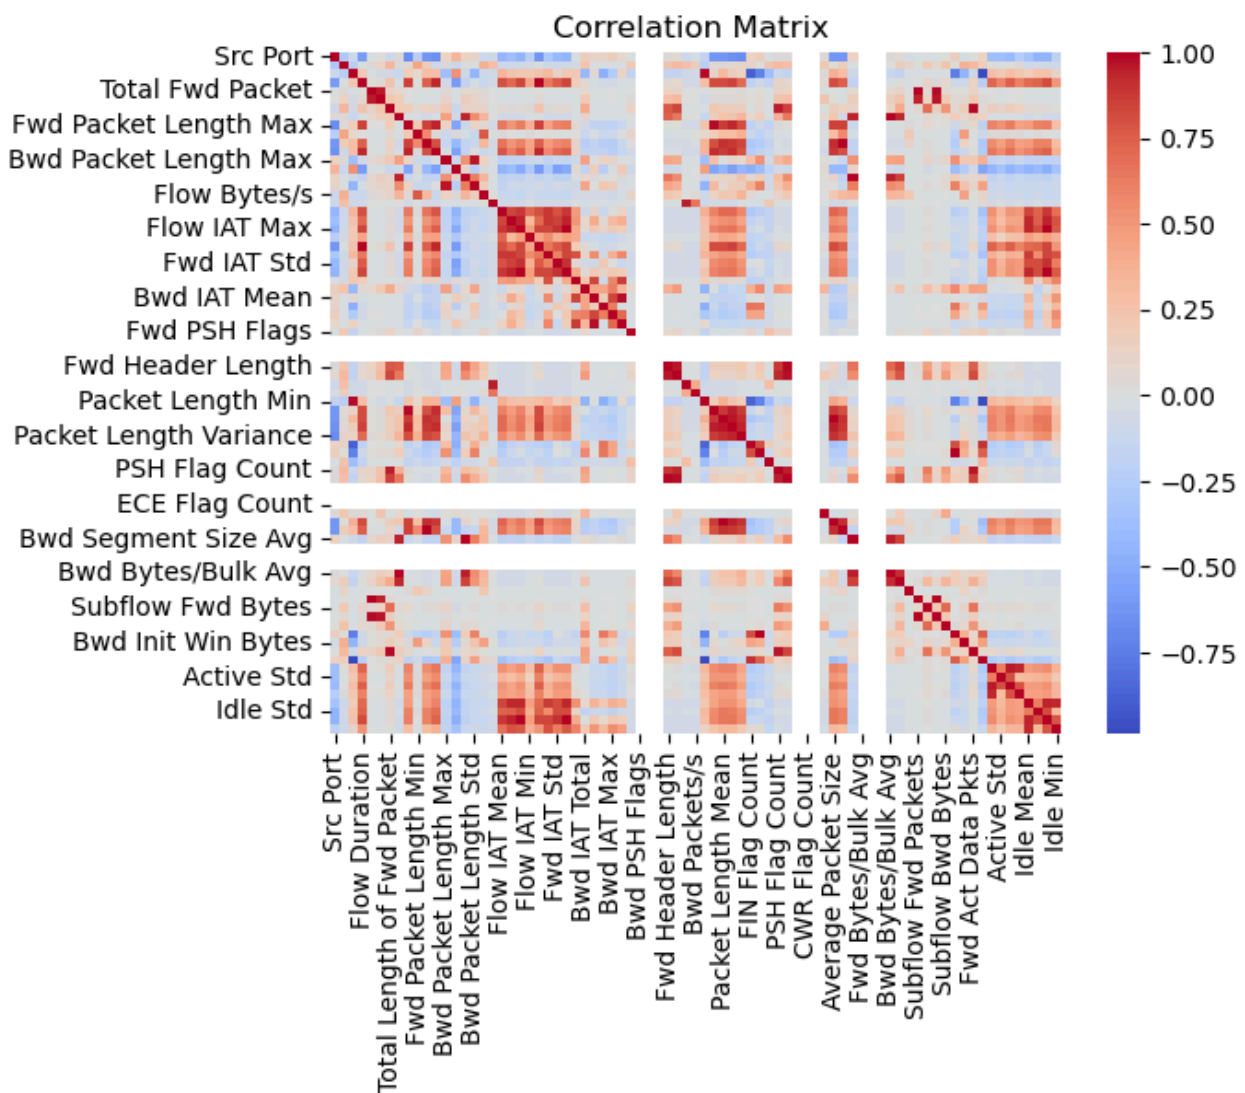 Correlation Matrix
Src Port
Total Fwd Packet
Fwd Packet Length Max
Bwd Packet Length Max
Flow Bytes/s
Flow IAT Max
Fwd IAT Std
Bwd IAT Mean
Fwd PSH Flags
Fwd Header Length
Packet Length Min
Packet Length Variance
PSH Flag Count
ECE Flag Count
Bwd Segment Size Avg
Bwd Bytes/Bulk Avg
Subflow Fwd Bytes
Bwd Init Win Bytes
Active Std
Idle Std
Src Port
Flow Duration
Total Length of Fwd Packet
Fwd Packet Length Min
Bwd Packet Length Max
Bwd Packet Length Std
Flow IAT Mean
Flow IAT Min
Fwd IAT Std
Bwd IAT Total
Bwd IAT Max
Bwd PSH Flags
Fwd Header Length
Bwd Packets/s
Packet Length Mean
FIN Flag Count
PSH Flag Count
CWR Flag Count
Average Packet Size
Fwd Bytes/Bulk Avg
Bwd Bytes/Bulk Avg
Subflow Fwd Packets
Subflow Bwd Bytes
Fwd Act Data Pkts
Active Std
Idle Mean
Idle Min
1.00
0.75
0.50
0.25
0.00
−0.25
−0.50
−0.75